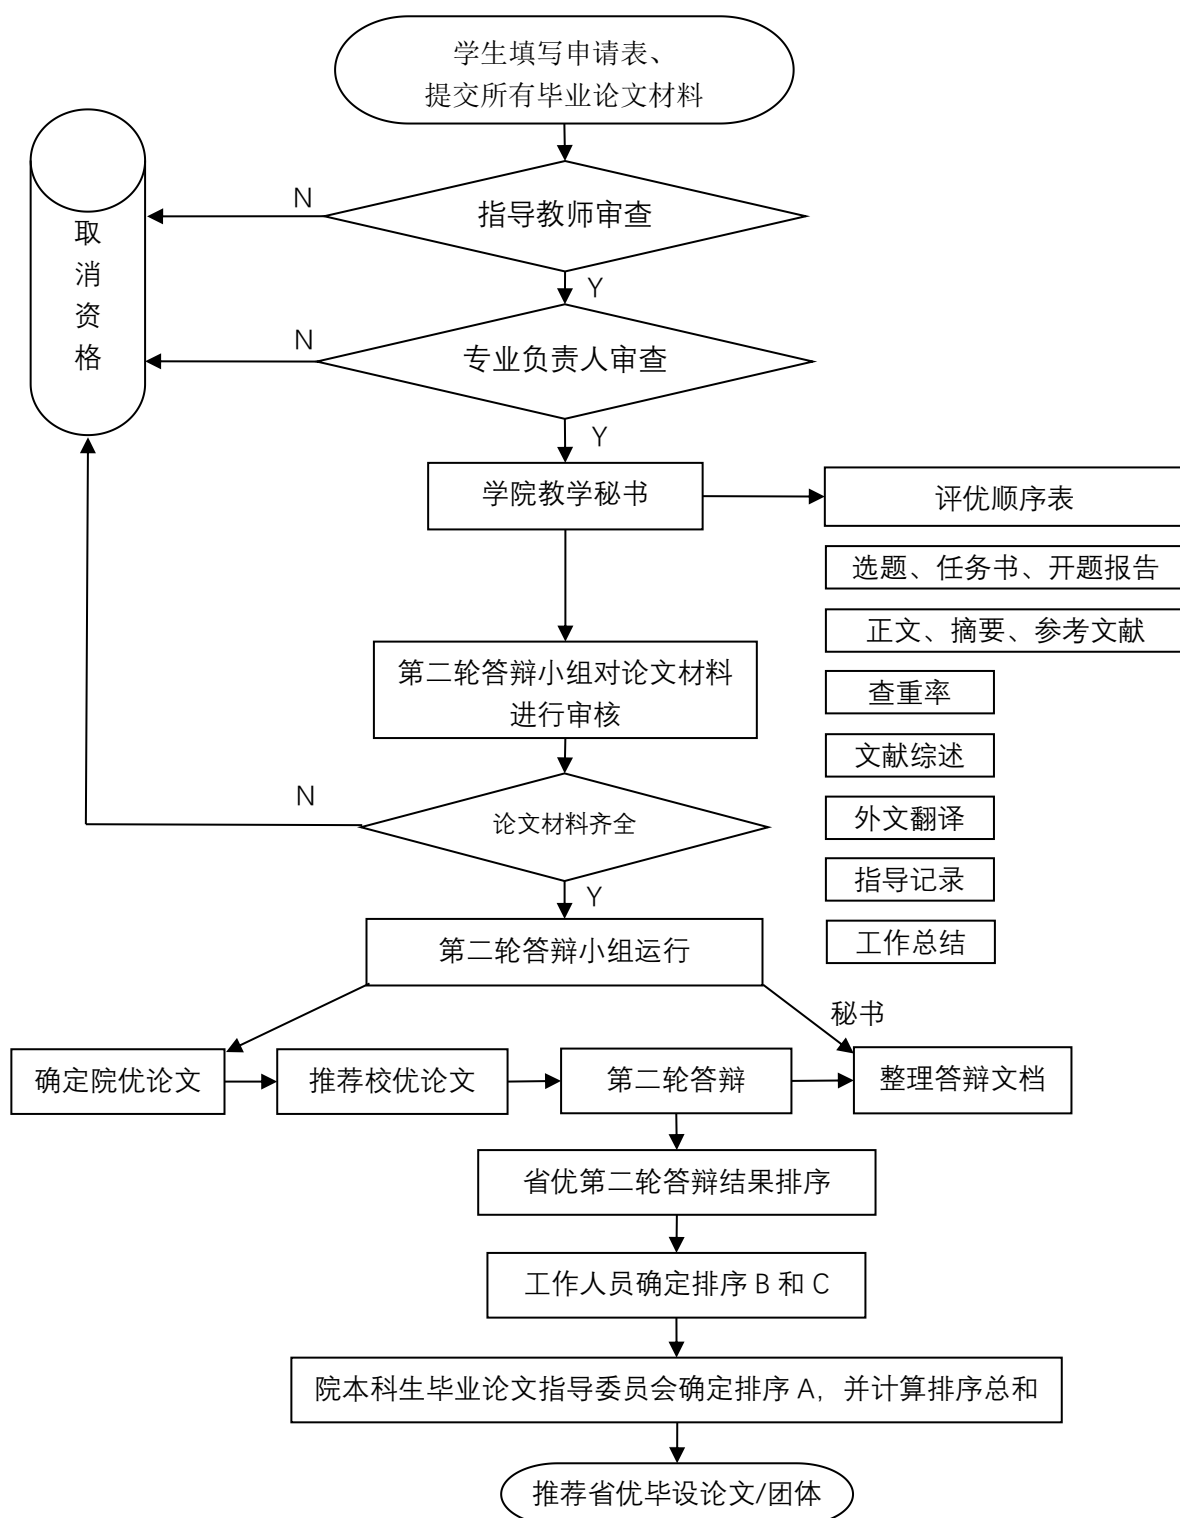 学生填写申请表、
提交所有毕业论文材料
N
指导教师审查
取
消
资
格
Y
N
专业负责人审查
Y
学院教学秘书
评优顺序表
选题、任务书、开题报告
正文、摘要、参考文献
第二轮答辩小组对论文材料
进行审核
查重率
文献综述
N
论文材料齐全
外文翻译
指导记录
Y
第二轮答辩小组运行
工作总结
秘书
确定院优论文
推荐校优论文
第二轮答辩
整理答辩文档
省优第二轮答辩结果排序
工作人员确定排序 B 和 C
院本科生毕业论文指导委员会确定排序 A，并计算排序总和
推荐省优毕设论文/团体